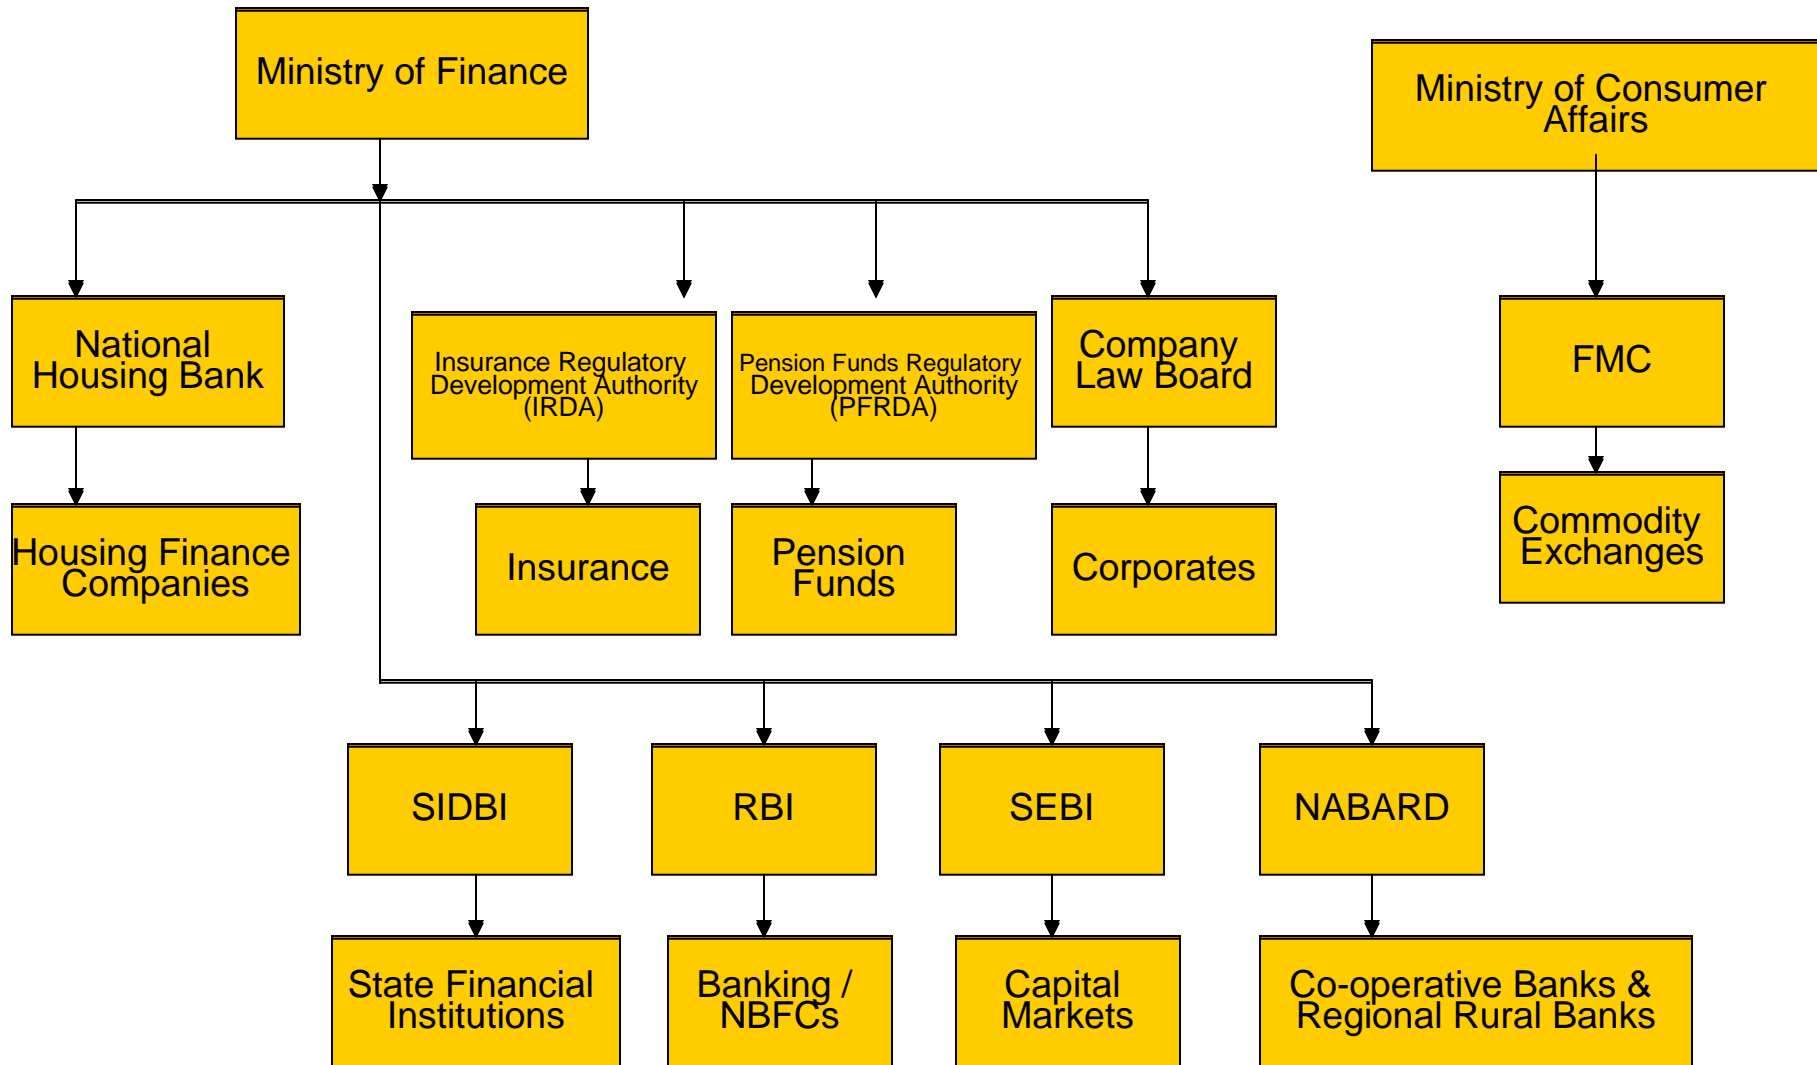 Ministry of Finance
Ministry of Consumer
Affairs
National
Housing Bank
Insurance Regulatory
Development Authority
(IRDA)
Pension Funds Regulatory
Development Authority
(PFRDA)
Company
Law Board
FMC
Housing Finance
Companies
Insurance
Pension
Funds
Corporates
Commodity
Exchanges
SIDBI
RBI
SEBI
NABARD
State Financial
Institutions
Banking /
NBFCs
Capital
Markets
Co-operative Banks &
Regional Rural Banks